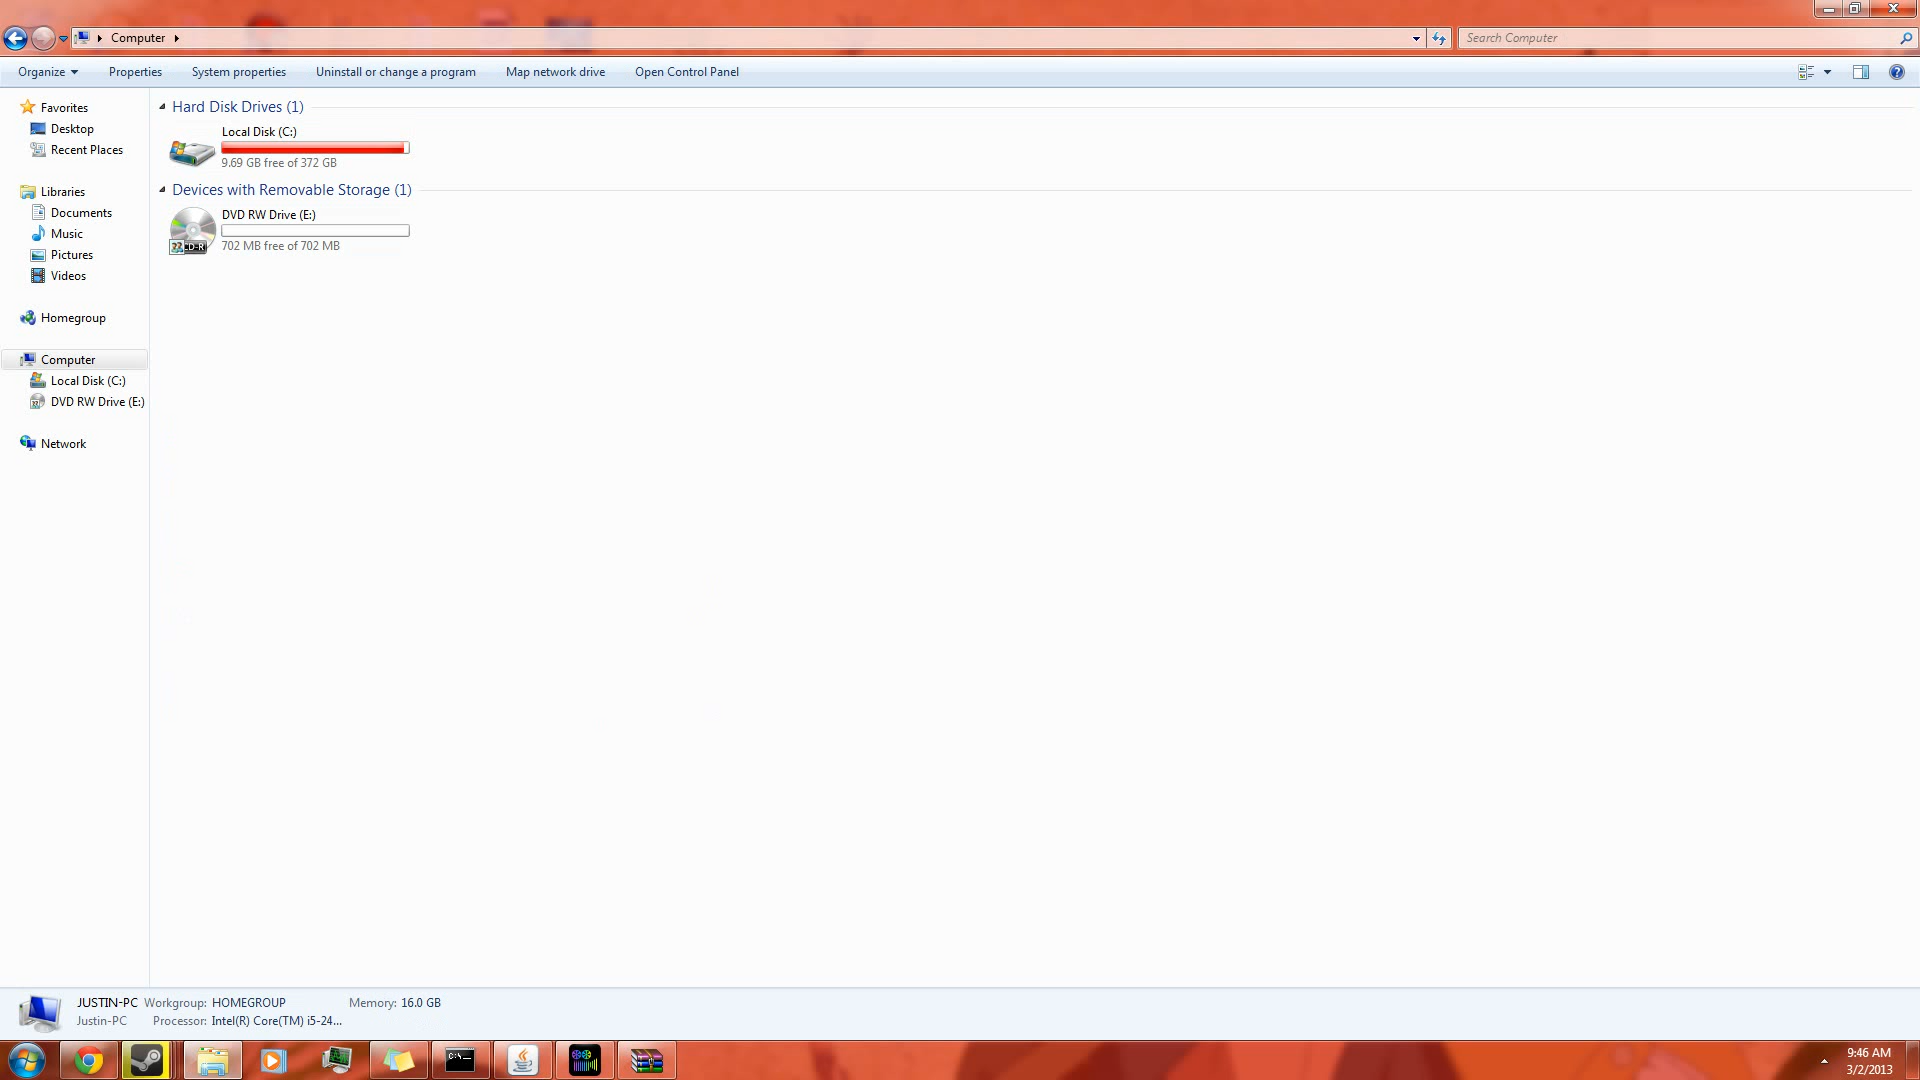 Computer
Search Computer
Organize
Properties
System properties
Uninstall or change a program
Map network drive
Open Control Panel
Favorites
Desktop
Recent Places
Libraries
Documents
Music
Pictures
Videos
Homegroup
Computer
Local Disk (C:)
DVD RW Drive (E:)
Network
Hard Disk Drives (1)
Local Disk (C:)
9.69 GB free of 372 GB
Devices with Removable Storage (1)
DVD RW Drive (E:)
CD-R
702 MB free of 702 MB
JUSTIN-PC Workgroup: HOMEGROUP Memory: 16.0 GB
Justin-PC Processor: Intel(R) Core(TM) i5-24...
C:\_
9:46 AM
3/2/2013